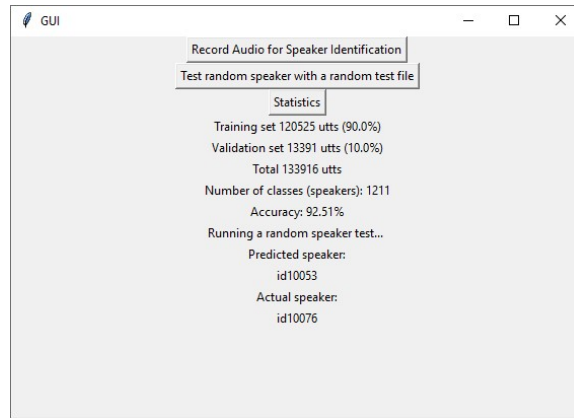 GUI
Record Audio for Speaker Identification
Test random speaker with a random test file
Statistics
Training set 120525 utts (90.0%)
Validation set 13391 utts (10.0%)
Total 133916 utts
Number of classes (speakers): 1211
Accuracy: 92.51%
Running a random speaker test...
Predicted speaker:
id10053
Actual speaker:
id10076